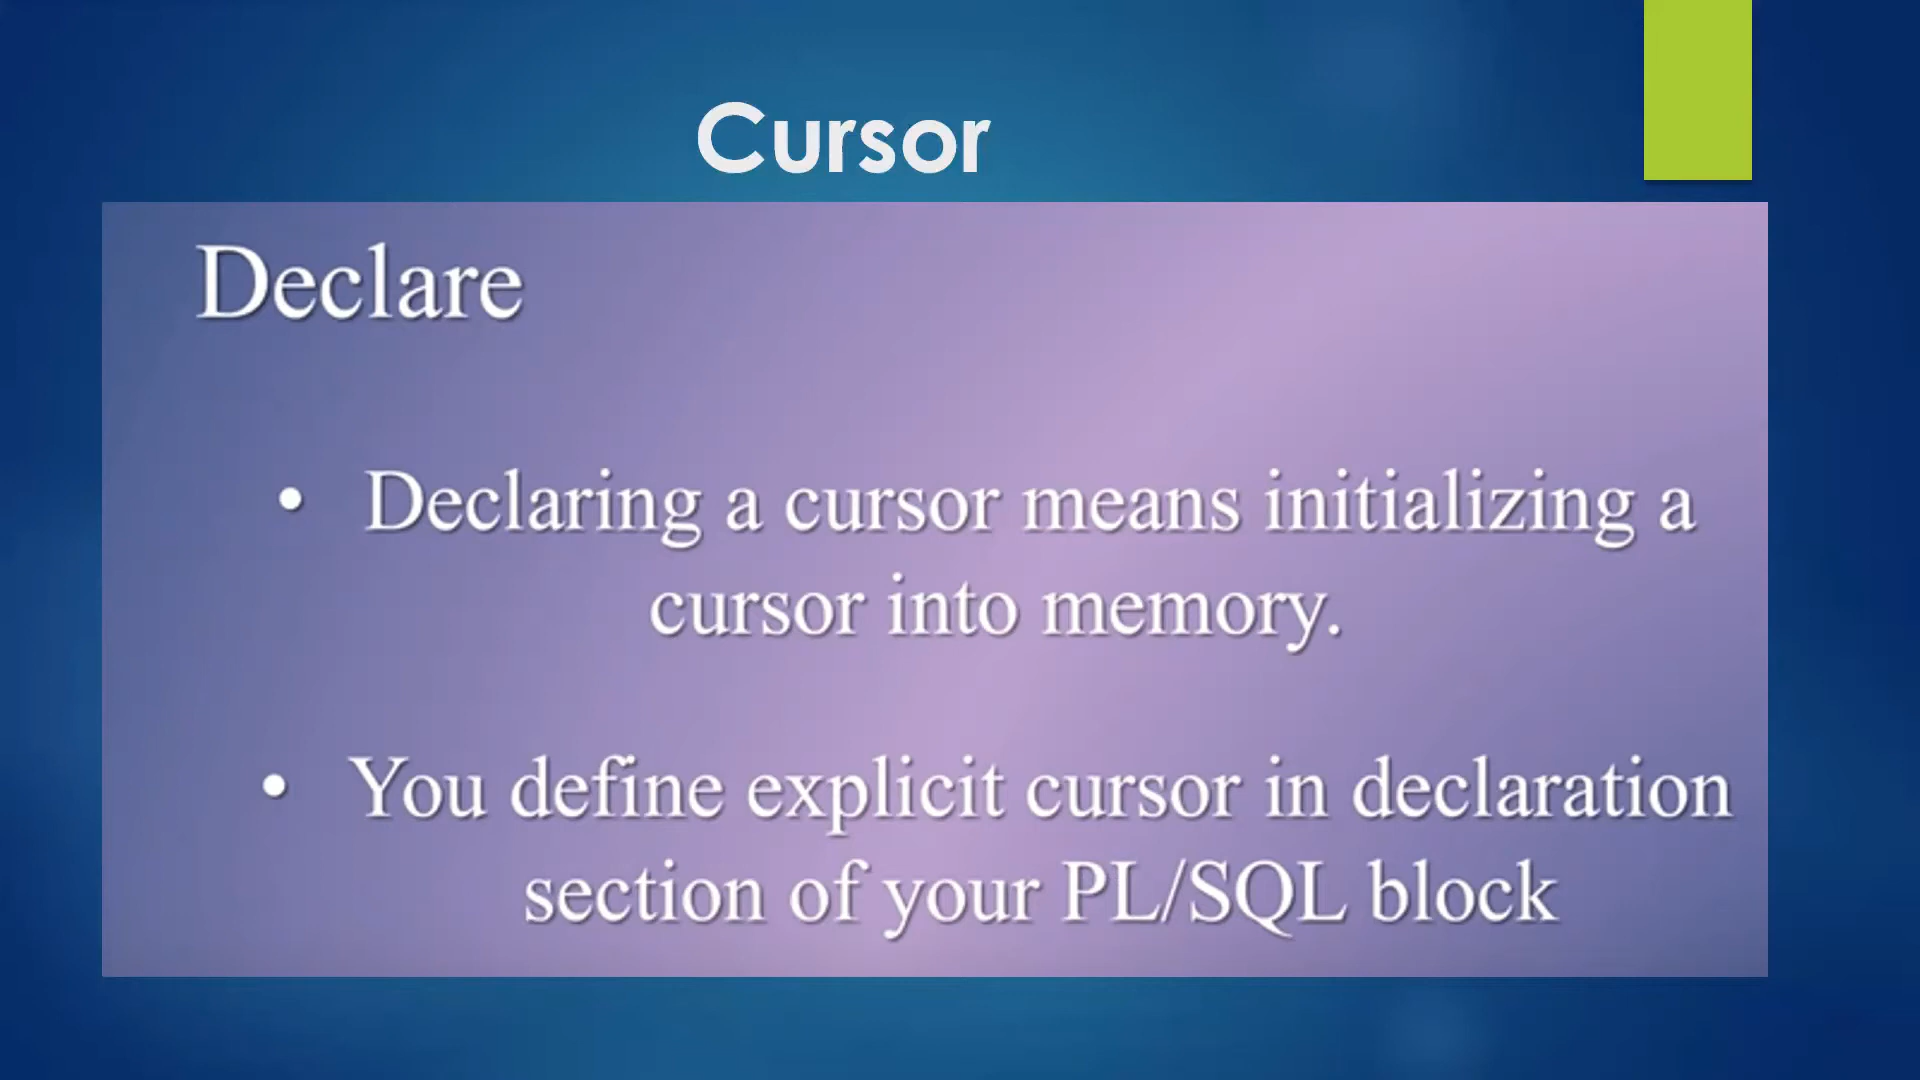 Cursor
Declare
• Declaring a cursor means initializing a
cursor into memory.
• You define explicit cursor in declaration
section of your PL/SQL block